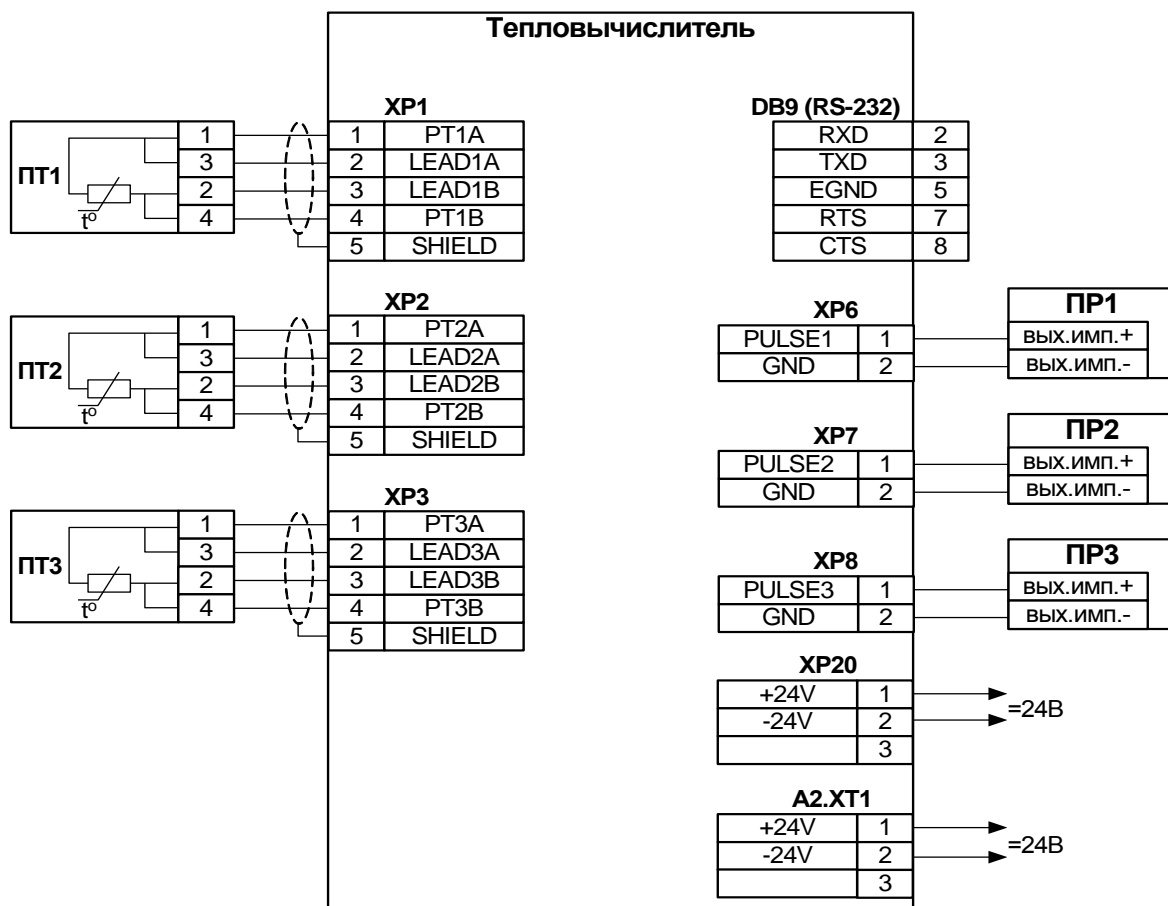 Тепловычислитель
XP1
ПТ1
1
3
2
4
t°
1 PT1A
2 LEAD1A
3 LEAD1B
4 PT1B
5 SHIELD
XP2
ПТ2
1
3
2
4
t°
1 PT2A
2 LEAD2A
3 LEAD2B
4 PT2B
5 SHIELD
XP3
ПТ3
1
3
2
4
t°
1 PT3A
2 LEAD3A
3 LEAD3B
4 PT3B
5 SHIELD
DB9 (RS-232)
RXD 2
TXD 3
EGND 5
RTS 7
CTS 8
XP6
PULSE1 1
GND 2
ПР1
вых.имп.+
вых.имп.-
XP7
PULSE2 1
GND 2
ПР2
вых.имп.+
вых.имп.-
XP8
PULSE3 1
GND 2
ПР3
вых.имп.+
вых.имп.-
XP20
+24V 1
-24V 2
3
=24В
A2.XT1
+24V 1
-24V 2
3
=24В